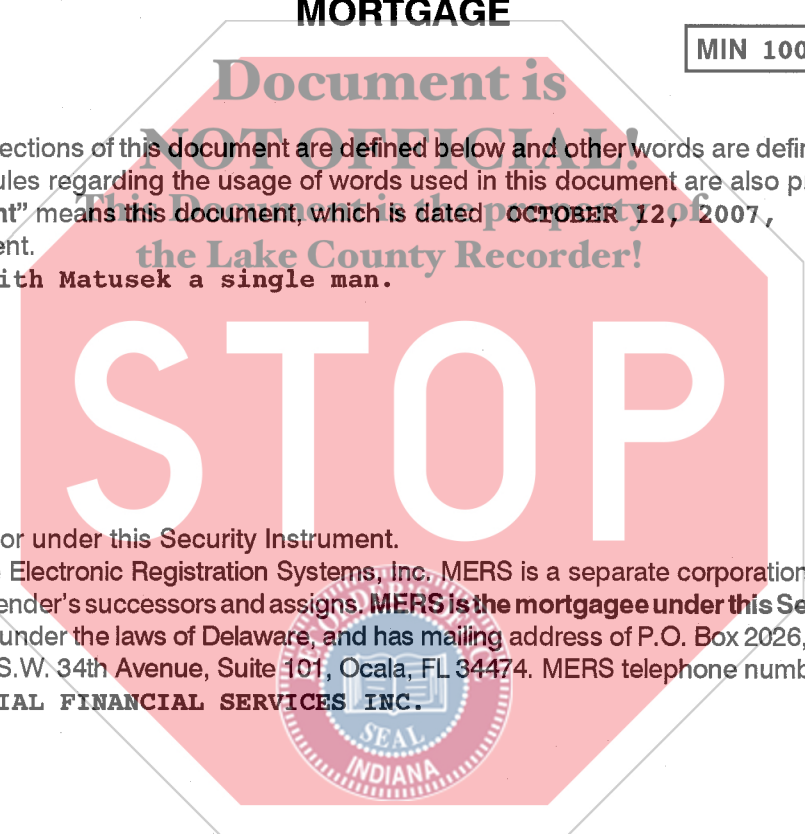 MORTGAGE
MIN 100
Document is
NOT OFFICIAL!
ections of this document are defined below and other words are defin
ules regarding the usage of words used in this document are also p
This Document is the property of
nt” means this document, which is dated OCTOBER 12, 2007,
ent.
the Lake County Recorder!
ith Matusek a single man.
STOP
or under this Security Instrument.
Electronic Registration Systems, Inc. MERS is a separate corporation
ender's successors and assigns. MERS is the mortgagee under this Se
under the laws of Delaware, and has mailing address of P.O. Box 2026,
S.W. 34th Avenue, Suite 101, Ocala, FL 34474. MERS telephone numb
IAL FINANCIAL SERVICES INC.
SEAL
INDIANA